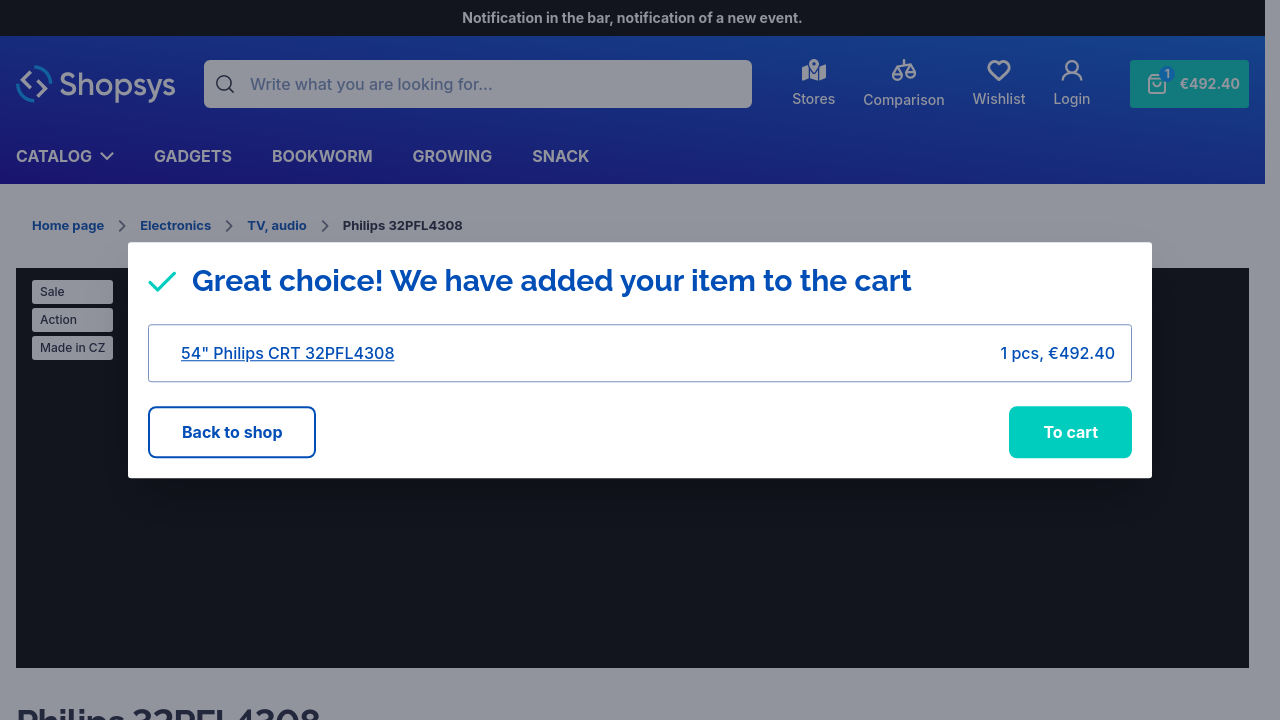 Notification in the bar, notification of a new event.
Shopsys
Write what you are looking for...
Stores
Comparison
Wishlist
Login
1
€492.40
CATALOG
GADGETS
BOOKWORM
GROWING
SNACK
Home page
Electronics
TV, audio
Philips 32PFL4308
Sale
Action
Made in CZ
Great choice! We have added your item to the cart
54" Philips CRT 32PFL4308
1 pcs, €492.40
Back to shop
To cart
Philips 32PFL4308